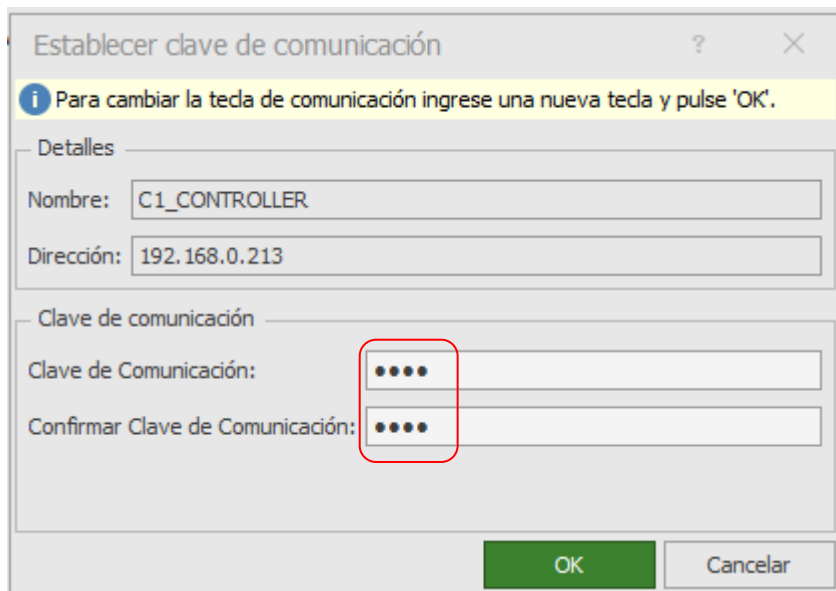 Establecer clave de comunicación ?
Para cambiar la tecla de comunicación ingrese una nueva tecla y pulse 'OK'.
Detalles
Nombre: C1_CONTROLLER
Dirección: 192.168.0.213
Clave de comunicación
Clave de Comunicación: ●●●●
Confirmar Clave de Comunicación: ●●●●
OK Cancelar